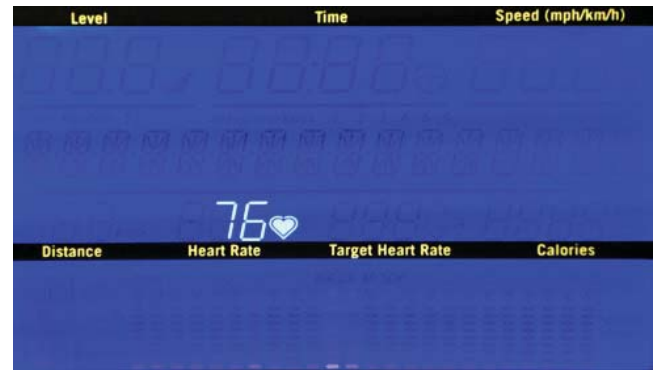 Level Time Speed (mph/km/h)
76
Distance Heart Rate Target Heart Rate Calories